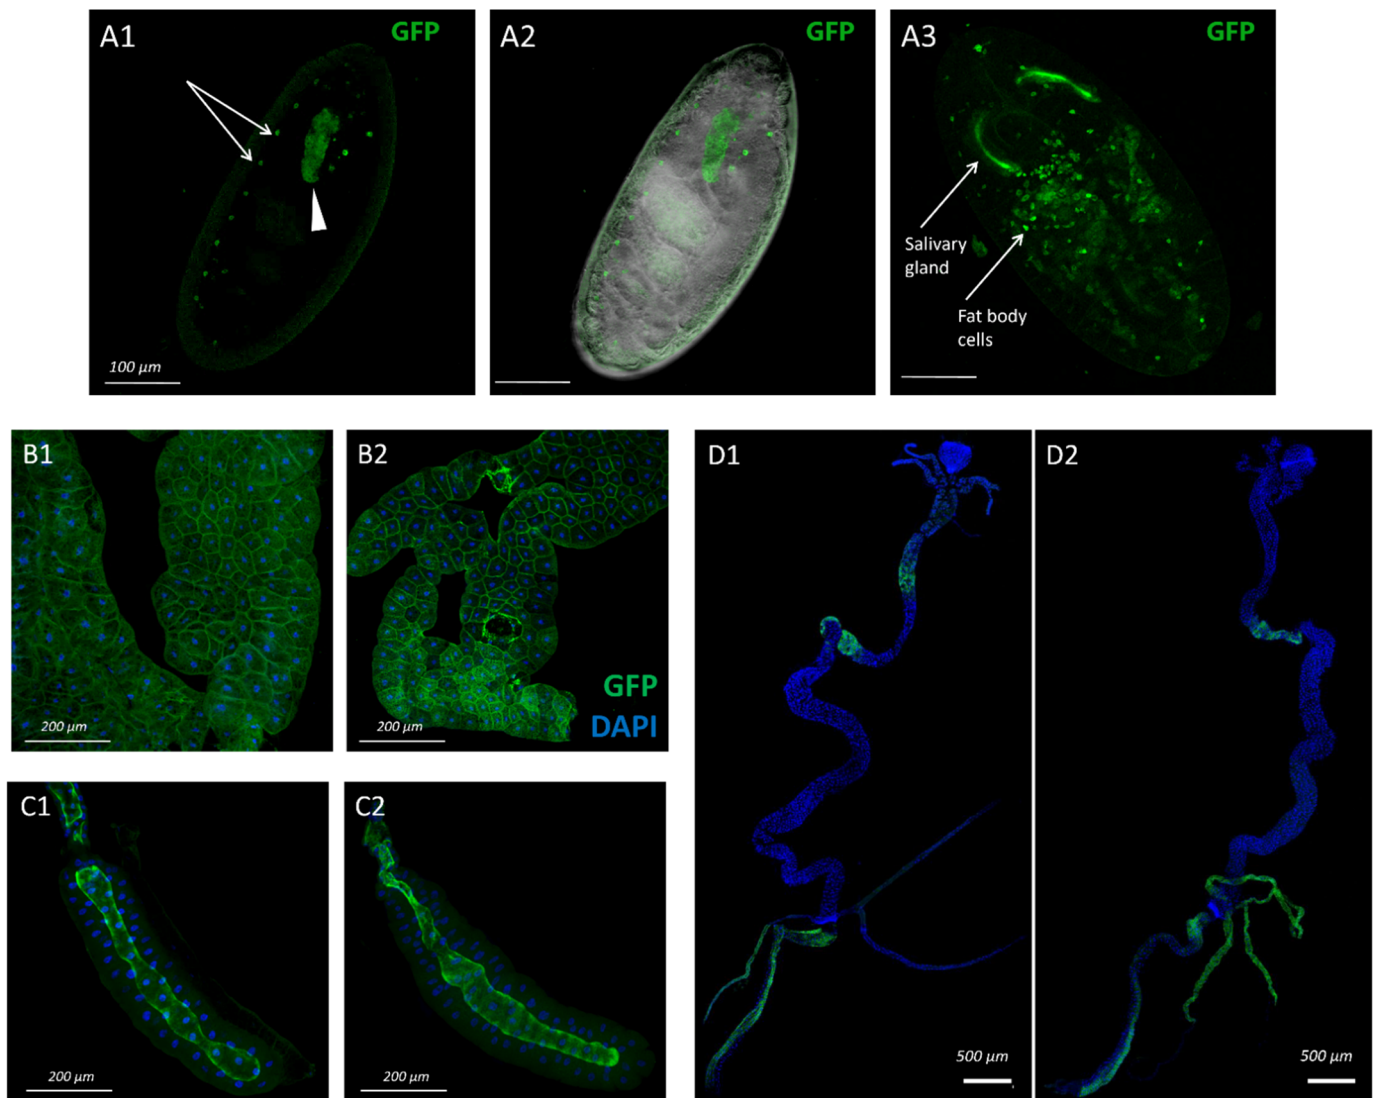 A1
GFP
A2
GFP
A3
GFP
Salivary
gland
Fat body
cells
100 µm
B1
B2
GFP
DAPI
200 µm
200 µm
C1
C2
200 µm
200 µm
D1
D2
500 µm
500 µm